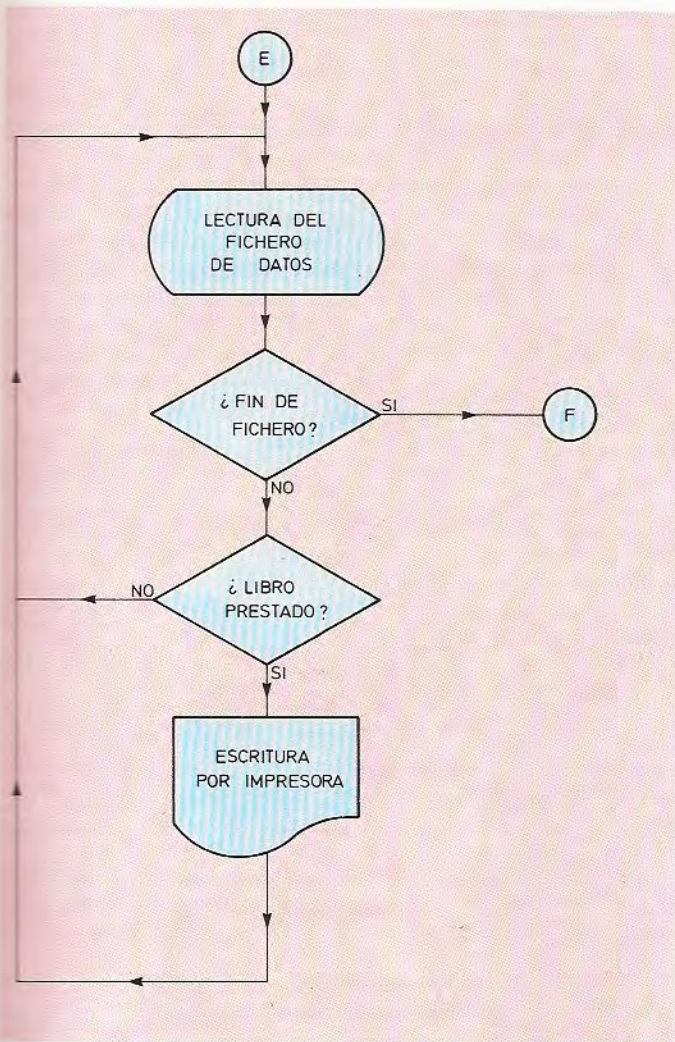 E
LECTURA DEL
FICHERO
DE DATOS
¿ FIN DE
FICHERO?
SI
F
NO
¿ LIBRO
PRESTADO?
NO
SI
ESCRITURA
POR IMPRESORA